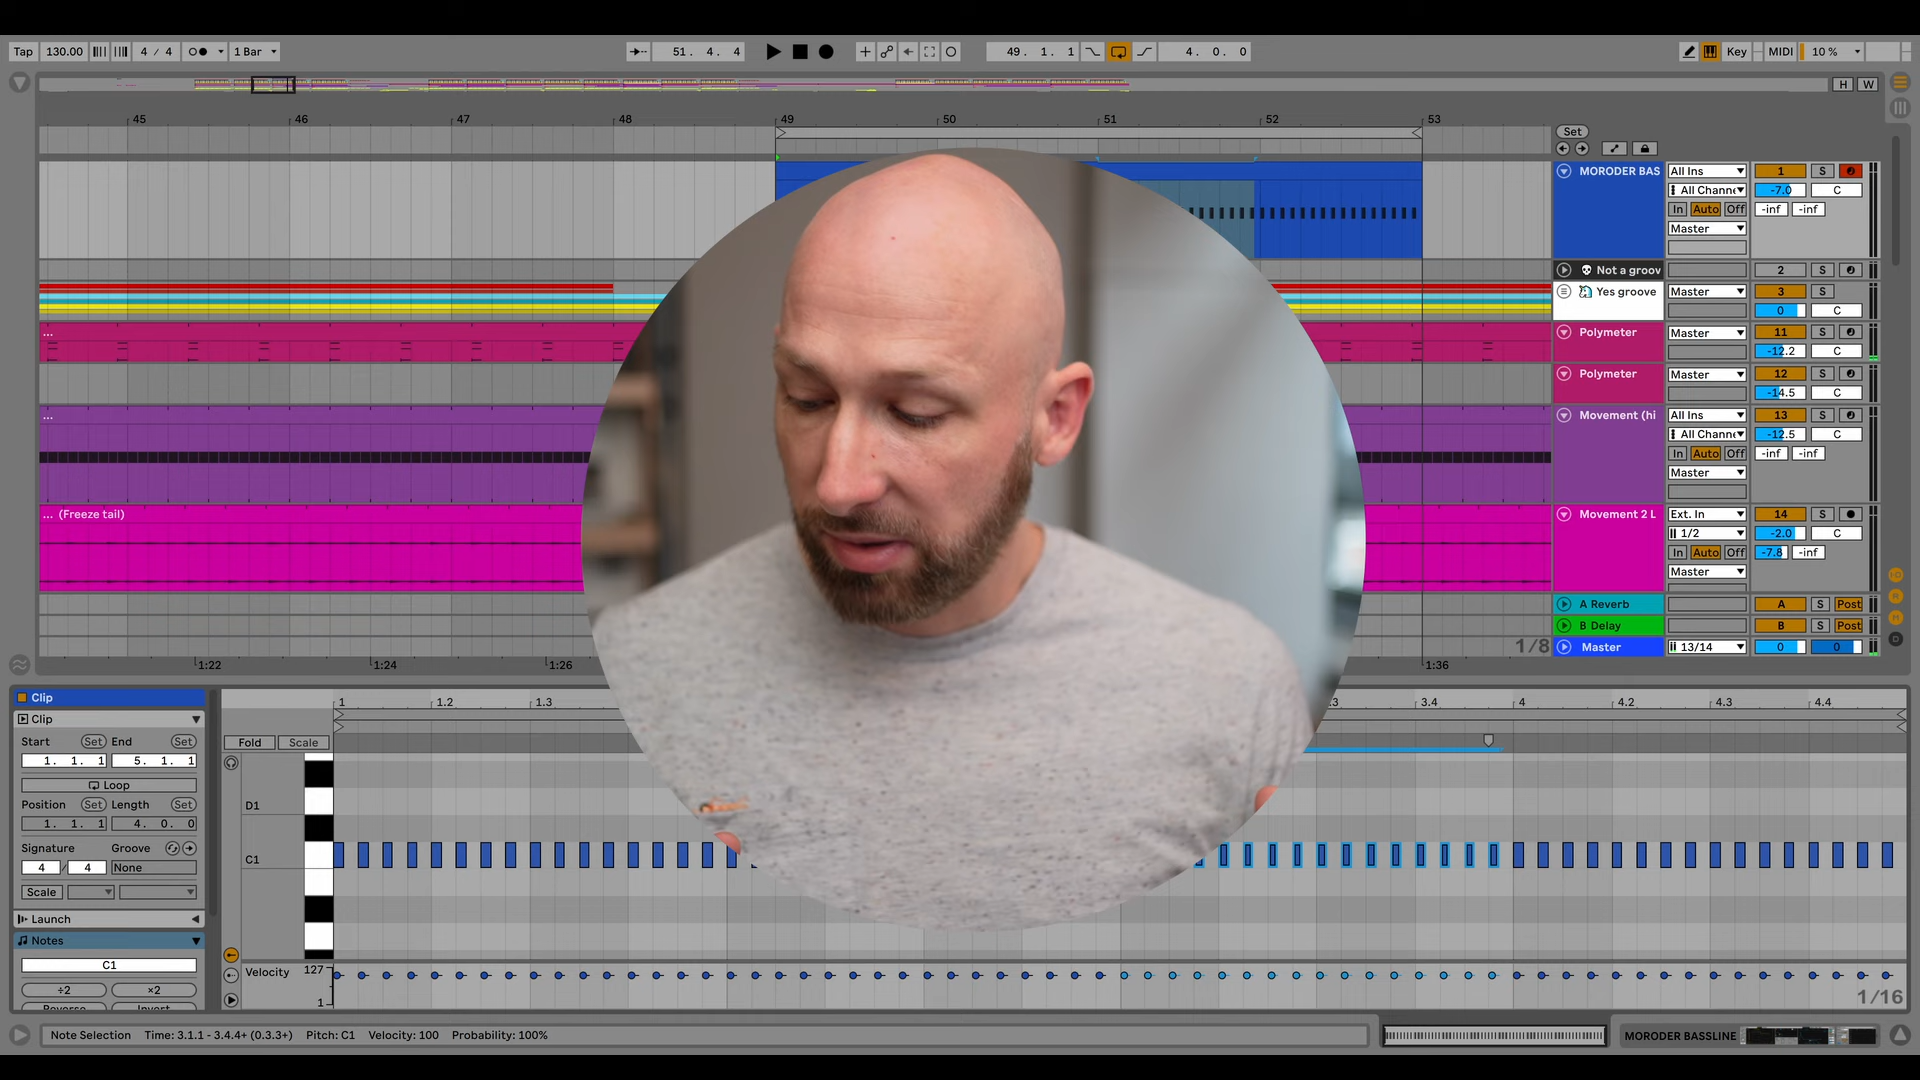 Tap 130.00 4 / 4 1 Bar 51. 4. 4 49. 1. 1 4. 0. 0 Key MIDI 10 %
H W
45 46 47 48 49 50 51 52 53
Set
MORODER BAS All Ins 1 S
All Channe -7.0 C
In Auto Off -inf -inf
Master
Not a groov 2 S
Yes groove Master 3 S
0 C
... Polymeter Master 11 S
-12.2 C
Polymeter Master 12 S
-14.5 C
... Movement (hi All Ins 13 S
All Channe -12.5 C
In Auto Off -inf -inf
Master
... (Freeze tail) Movement 2 L Ext. In 14 S
1/2 -2.0 C
In Auto Off -7.8 -inf
Master
A Reverb A S Post
B Delay B S Post
1/8 Master 13/14 0 0
1:22 1:24 1:26 1:36
Clip
Clip
Start Set End Set
1. 1. 1 5. 1. 1
Loop
Position Set Length Set
1. 1. 1 4. 0. 0
Signature Groove
4 / 4 None
Scale
Launch
Notes
C1
÷2 ×2
Reverse Invert
1 1.2 1.3 .3 3.4 4 4.2 4.3 4.4
Fold Scale
D1
C1
Velocity 127
1
1/16
Note Selection Time: 3.1.1 - 3.4.4+ (0.3.3+) Pitch: C1 Velocity: 100 Probability: 100%
MORODER BASSLINE